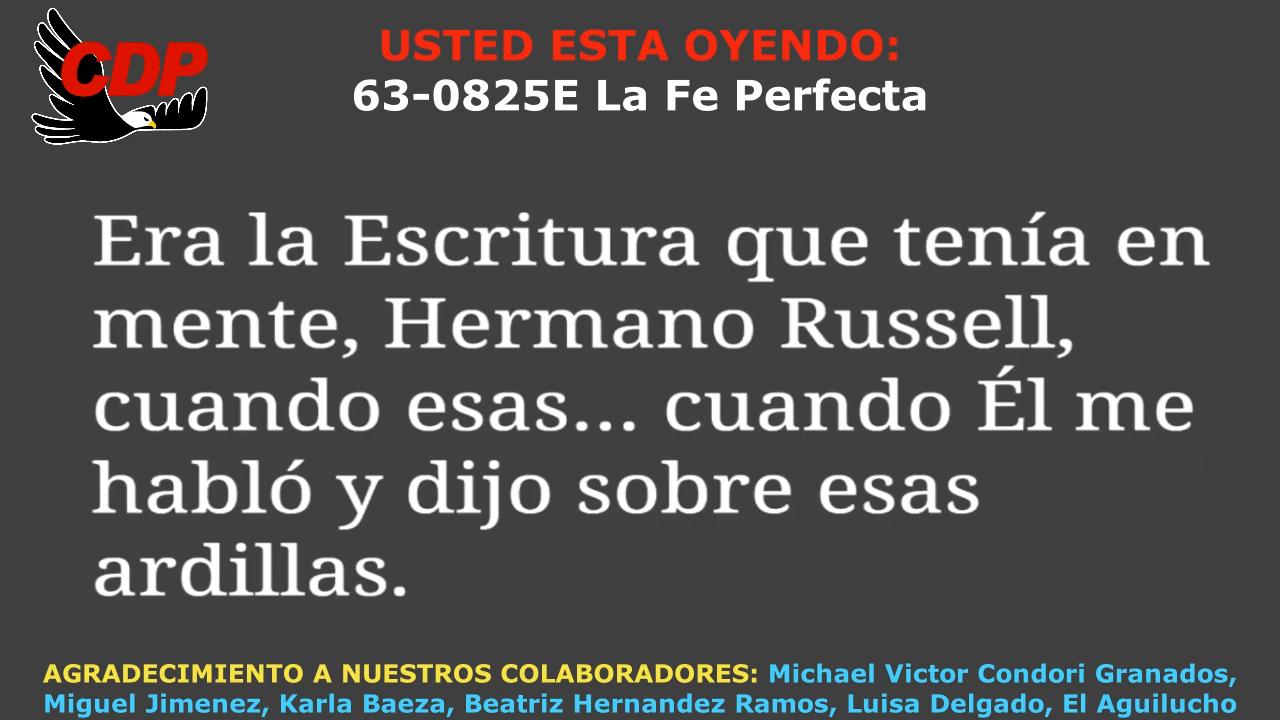 CDP
USTED ESTA OYENDO:
63-0825E La Fe Perfecta
Era la Escritura que tenía en
mente, Hermano Russell,
cuando esas... cuando Él me
habló y dijo sobre esas
ardillas.
AGRADECIMIENTO A NUESTROS COLABORADORES: Michael Victor Condori Granados,
Miguel Jimenez, Karla Baeza, Beatriz Hernandez Ramos, Luisa Delgado, El Aguilucho